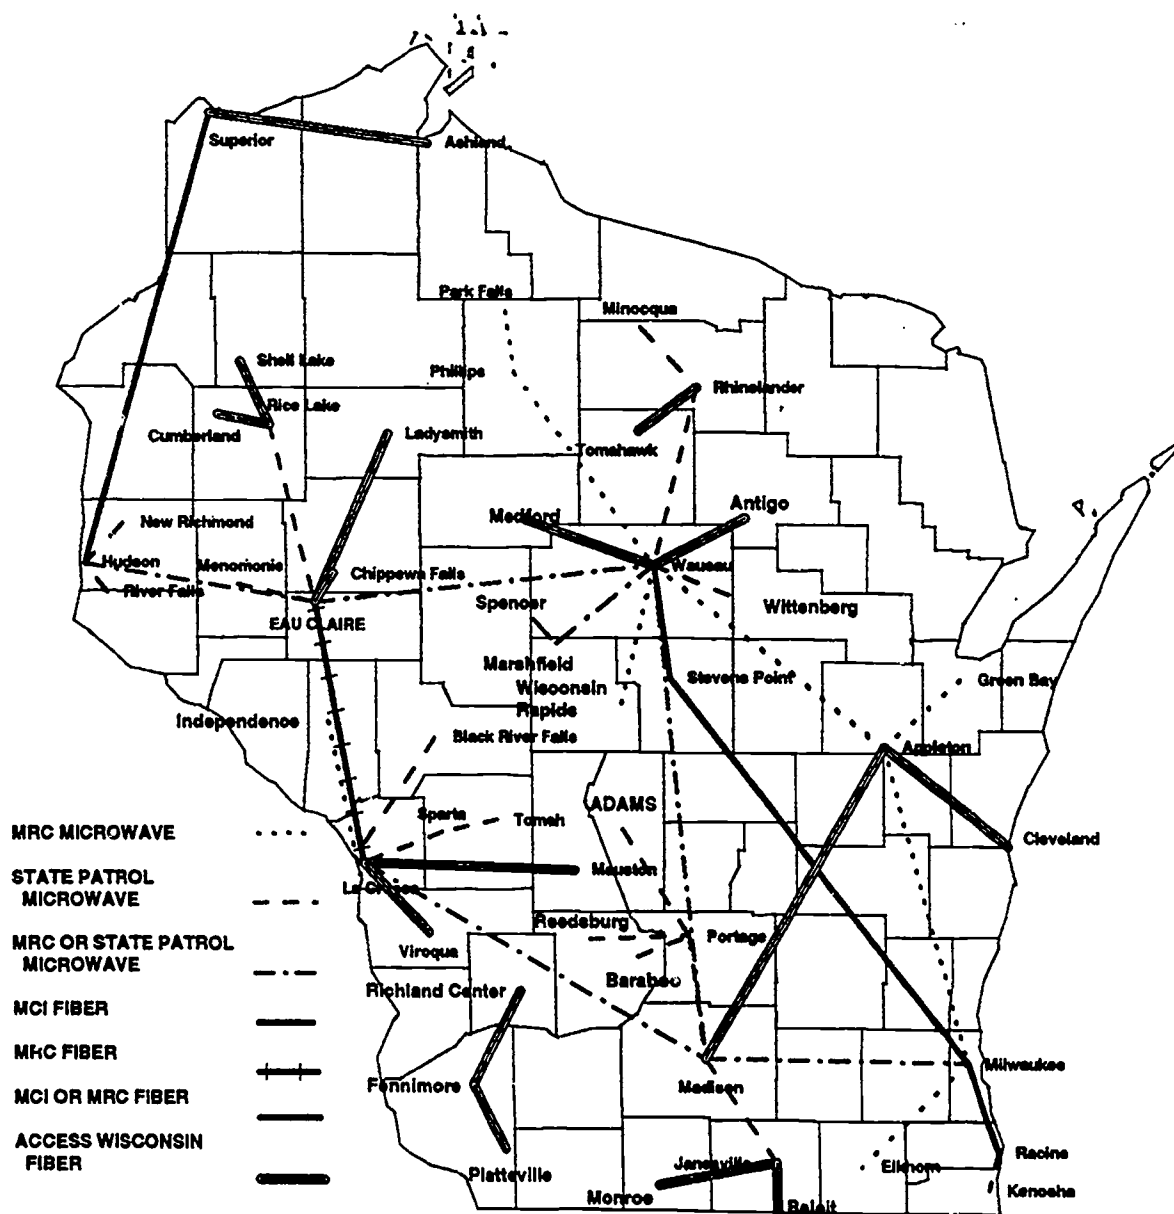 Superior
Ashland
Park Falls
Minocqua
Shell Lake
Phillips
Rhinelander
Rice Lake
Cumberland
Ladysmith
Tomahawk
Medford
Antigo
New Richmond
Hudson
Menomonie
Chippewa Falls
Wausau
River Falls
Spencer
Wittenberg
EAU CLAIRE
Marshfield
Stevens Point
Green Bay
Wisconsin
Rapids
Independence
Black River Falls
Appleton
ADAMS
Sparta
Tomah
Cleveland
MRC MICROWAVE
Mauston
STATE PATROL
MICROWAVE
La Crosse
Reedsburg
Portage
MRC OR STATE PATROL
MICROWAVE
Viroqua
Baraboo
Richland Center
MCI FIBER
MRC FIBER
Milwaukee
Fennimore
Madison
MCI OR MRC FIBER
ACCESS WISCONSIN
FIBER
Racine
Janesville
Elkhorn
Platteville
Kenosha
Monroe
Beloit